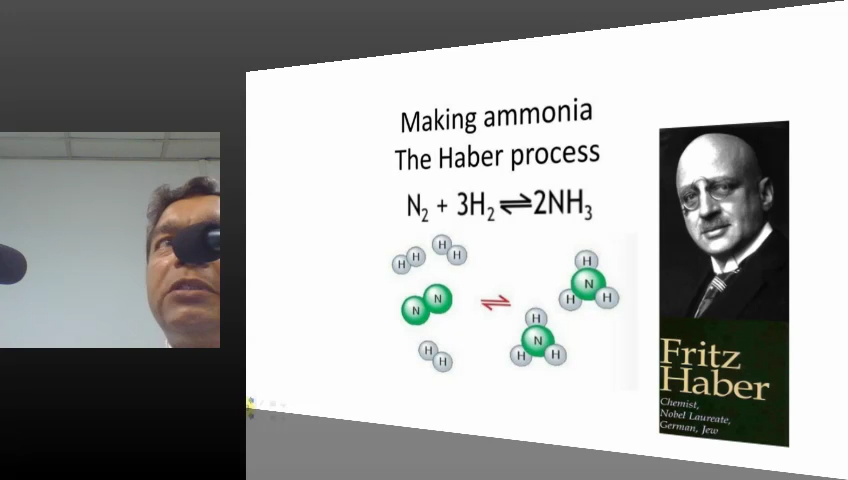 Making ammonia
The Haber process
N₂ + 3H₂ ⇌ 2NH₃
H H
H H
H
N
N N
H H
H
N
H H
H H
Fritz
Haber
Chemist,
Nobel Laureate,
German, Jew